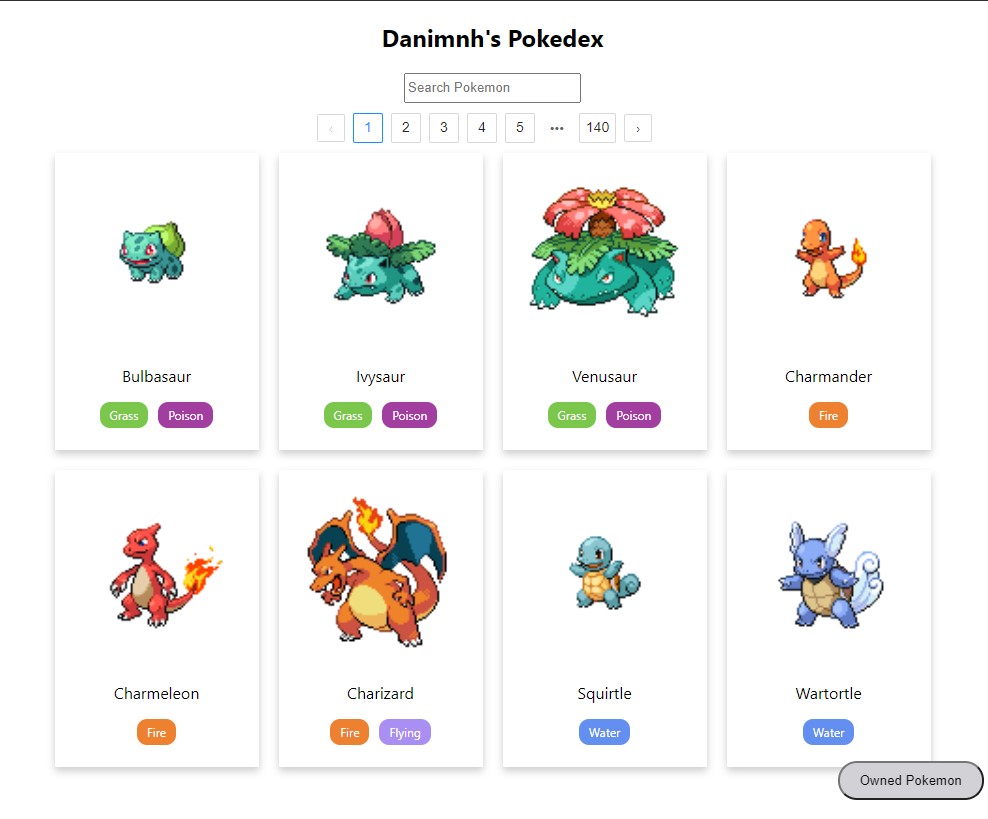 Danimnh's Pokedex
Search Pokemon
‹ 1 2 3 4 5 ••• 140 ›
Bulbasaur Ivysaur Venusaur Charmander
Grass Poison Grass Poison Grass Poison Fire
Charmeleon Charizard Squirtle Wartortle
Fire Fire Flying Water Water
Owned Pokemon